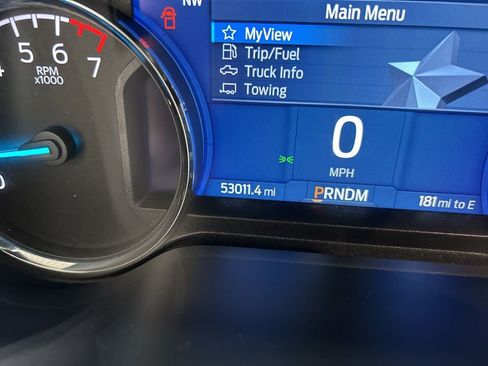 NW
Main Menu
MyView
Trip/Fuel
Truck Info
Towing
5 6 7
RPM
x1000
0
0
MPH
53011.4 mi
PRNDM
181 mi to E